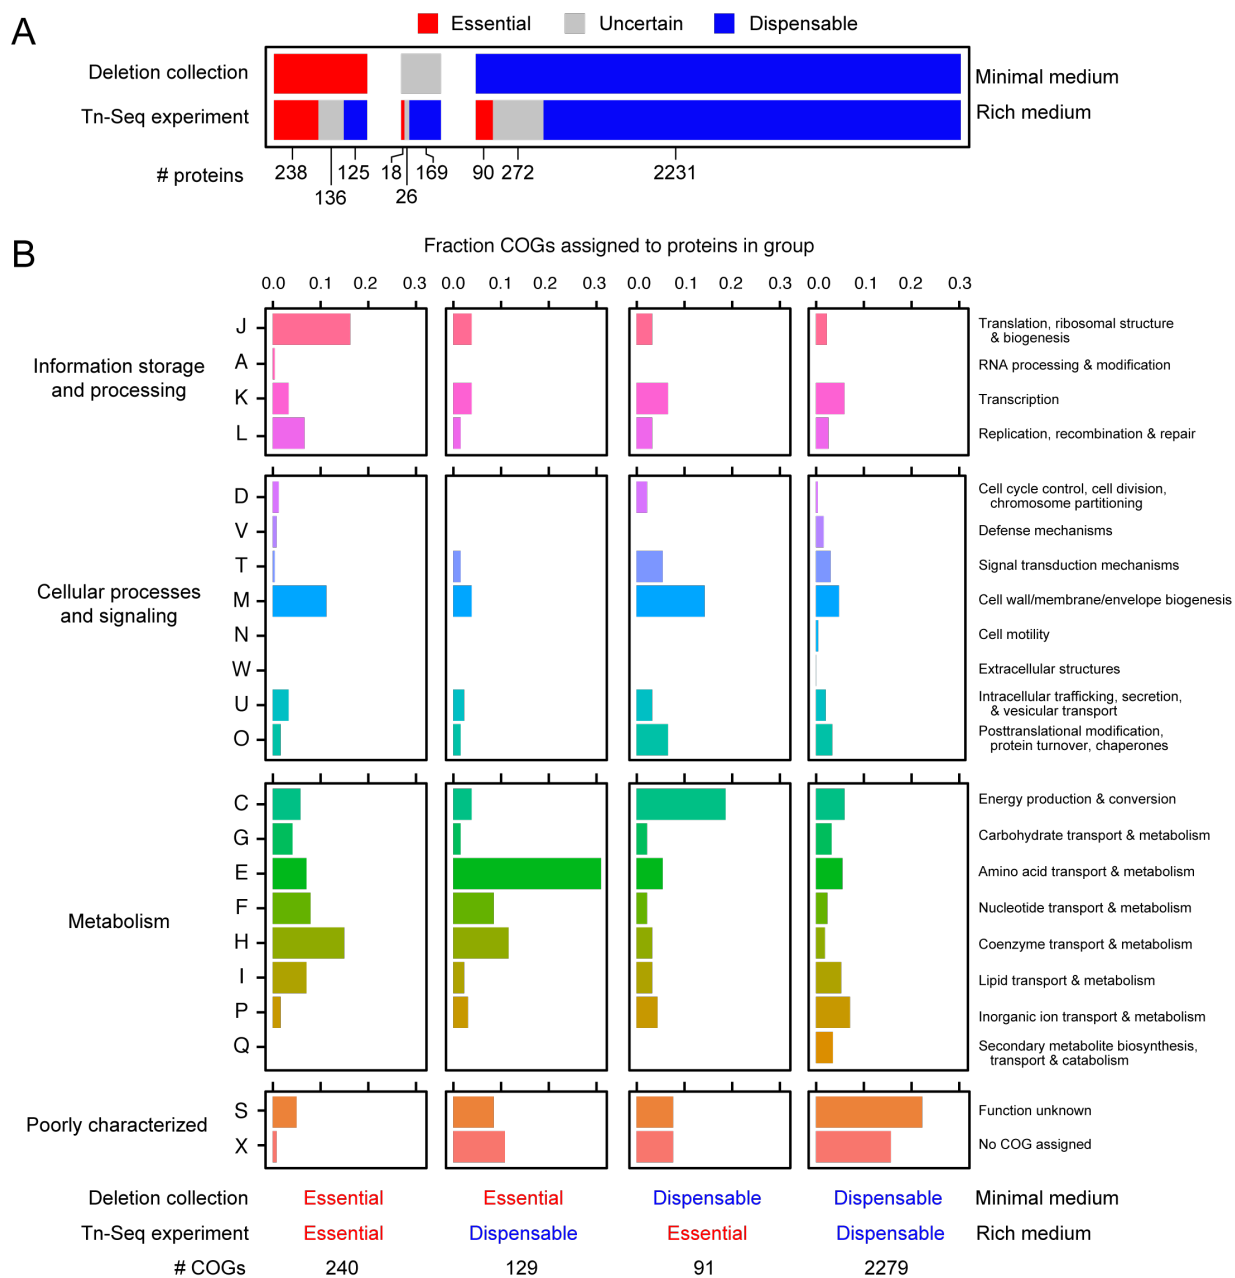 A
Essential Uncertain Dispensable
Deletion collection Minimal medium
Tn-Seq experiment Rich medium
# proteins 238 125 18 169 90 272 2231
136 26
B
Fraction COGs assigned to proteins in group
0.0 0.1 0.2 0.3 0.0 0.1 0.2 0.3 0.0 0.1 0.2 0.3 0.0 0.1 0.2 0.3
Information storage
and processing
J Translation, ribosomal structure
& biogenesis
A RNA processing & modification
K Transcription
L Replication, recombination & repair
Cellular processes
and signaling
D Cell cycle control, cell division,
chromosome partitioning
V Defense mechanisms
T Signal transduction mechanisms
M Cell wall/membrane/envelope biogenesis
N Cell motility
W Extracellular structures
U Intracellular trafficking, secretion,
& vesicular transport
O Posttranslational modification,
protein turnover, chaperones
Metabolism
C Energy production & conversion
G Carbohydrate transport & metabolism
E Amino acid transport & metabolism
F Nucleotide transport & metabolism
H Coenzyme transport & metabolism
I Lipid transport & metabolism
P Inorganic ion transport & metabolism
Q Secondary metabolite biosynthesis,
transport & catabolism
Poorly characterized
S Function unknown
X No COG assigned
Deletion collection Essential Essential Dispensable Dispensable Minimal medium
Tn-Seq experiment Essential Dispensable Essential Dispensable Rich medium
# COGs 240 129 91 2279